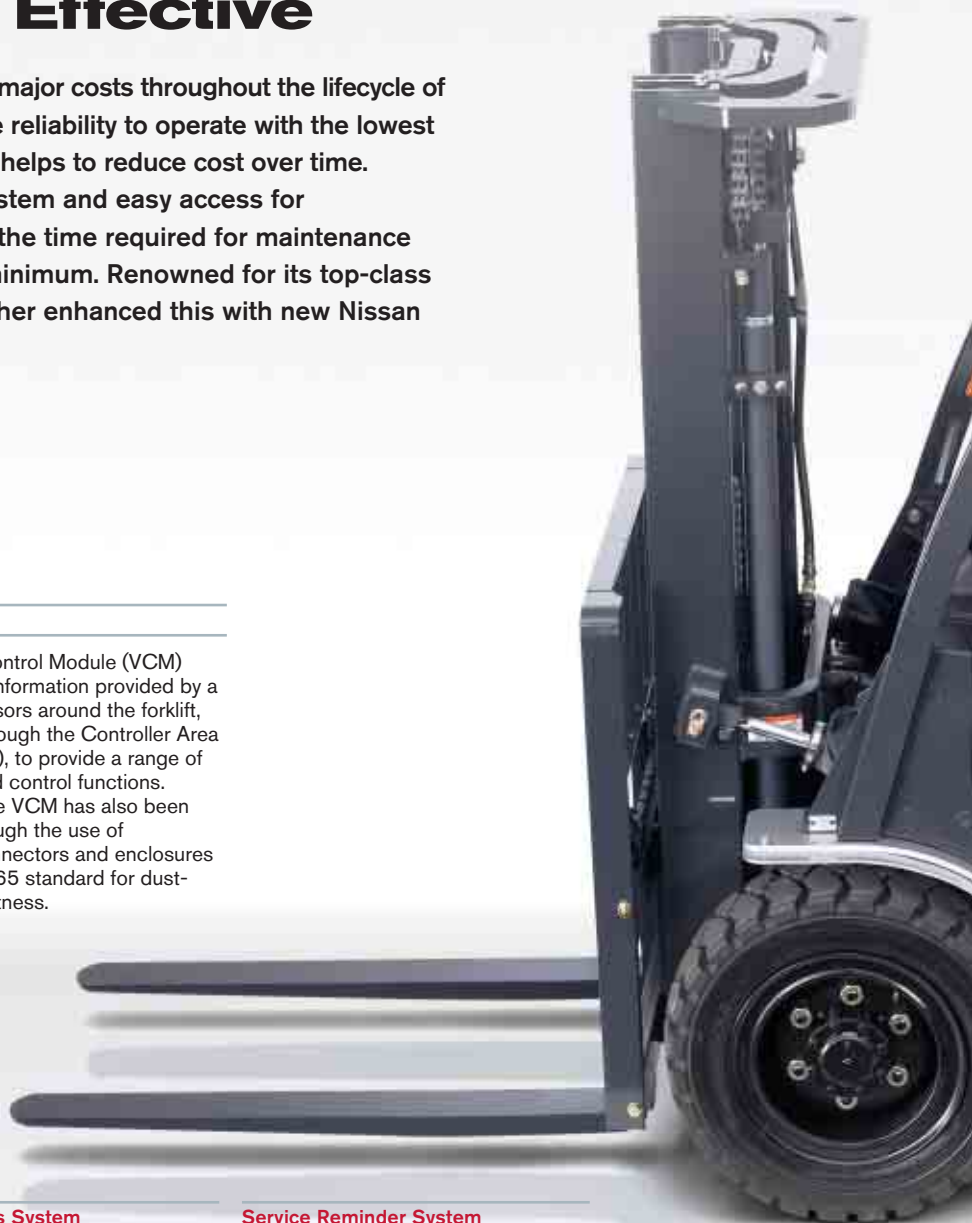 Effective
major costs throughout the lifecycle of
reliability to operate with the lowest
helps to reduce cost over time.
stem and easy access for
the time required for maintenance
inimum. Renowned for its top-class
her enhanced this with new Nissan
ontrol Module (VCM)
nformation provided by a
sors around the forklift,
ough the Controller Area
), to provide a range of
d control functions.
e VCM has also been
ugh the use of
nectors and enclosures
65 standard for dust-
tness.
s System
Service Reminder System